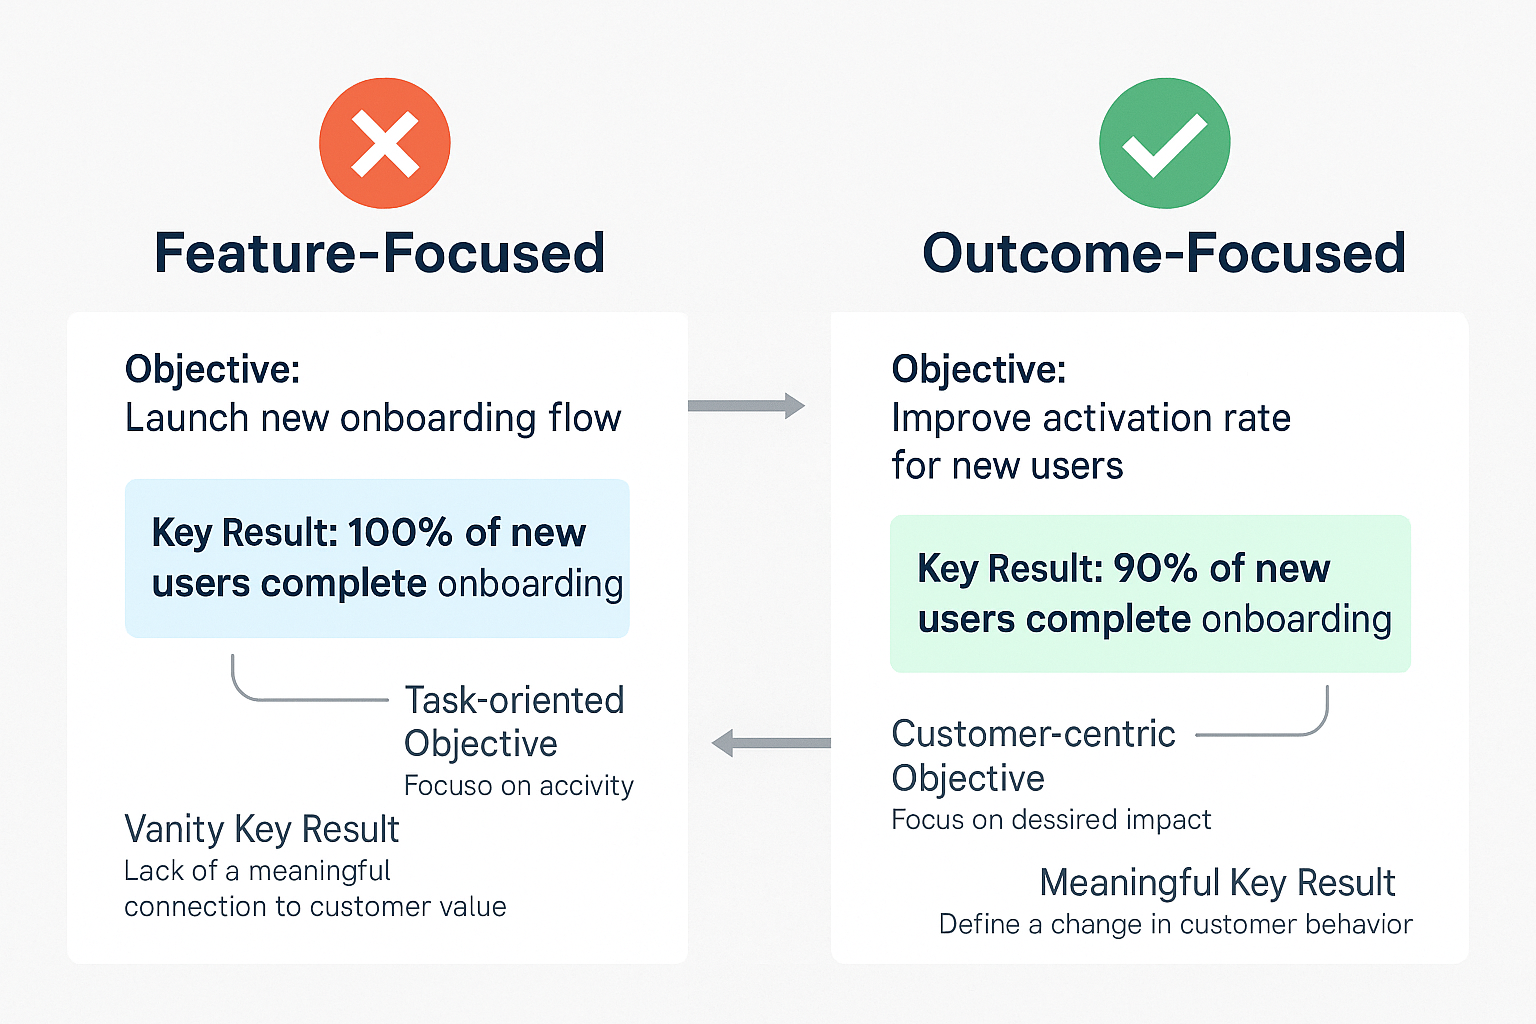 Feature-Focused
Objective:
Launch new onboarding flow
Key Result: 100% of new
users complete onboarding
Task-oriented
Objective
Focuso on accivity
Vanity Key Result
Lack of a meaningful
connection to customer value
Outcome-Focused
Objective:
Improve activation rate
for new users
Key Result: 90% of new
users complete onboarding
Customer-centric
Objective
Focus on dessired impact
Meaningful Key Result
Define a change in customer behavior